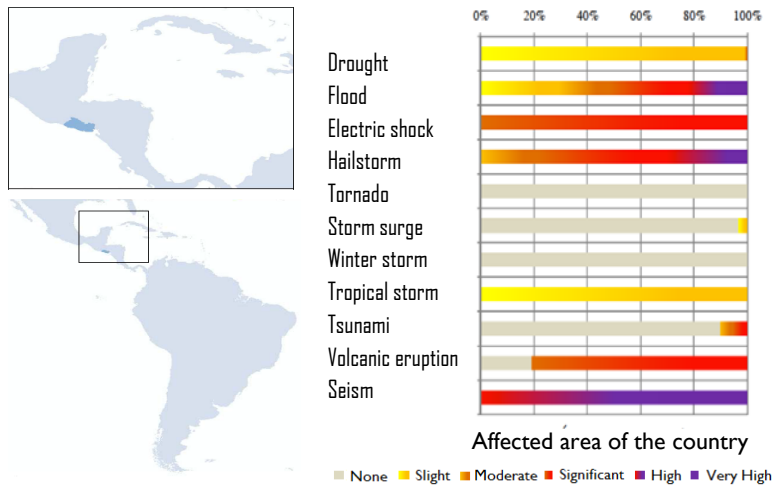 0% 20% 40% 60% 80% 100%
Drought
Flood
Electric shock
Hailstorm
Tornado
Storm surge
Winter storm
Tropical storm
Tsunami
Volcanic eruption
Seism
Affected area of the country
None Slight Moderate Significant High Very High